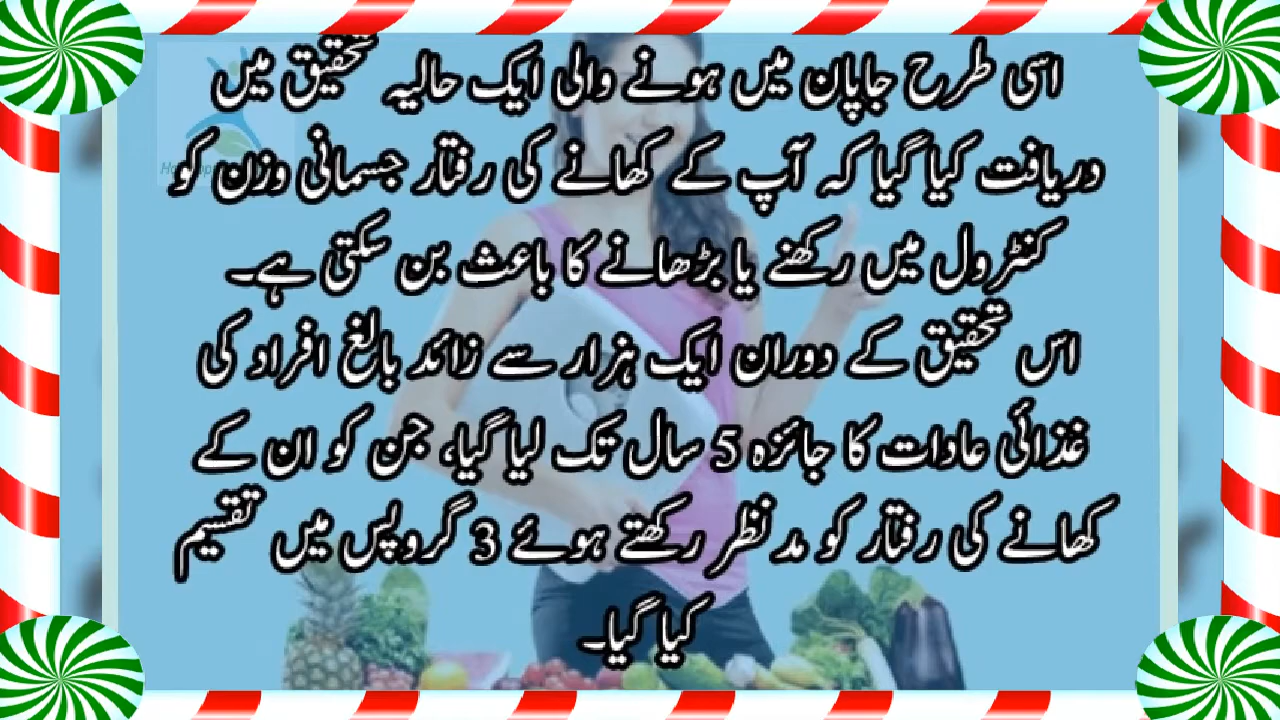 اسی طرح جاپان میں ہونے والی ایک حالیہ تحقیق میں
دریافت کیا گیا کہ آپ کے کھانے کی رفتار جسمانی وزن کو
کنٹرول میں رکھنے یا بڑھانے کا باعث بن سکتی ہے۔
اس تحقیق کے دوران ایک ہزار سے زائد بالغ افراد کی
غذائی عادات کا جائزہ 5 سال تک لیا گیا، جن کو ان کے
کھانے کی رفتار کو مدنظر رکھتے ہوئے 3 گروپس میں تقسیم
کیا گیا۔